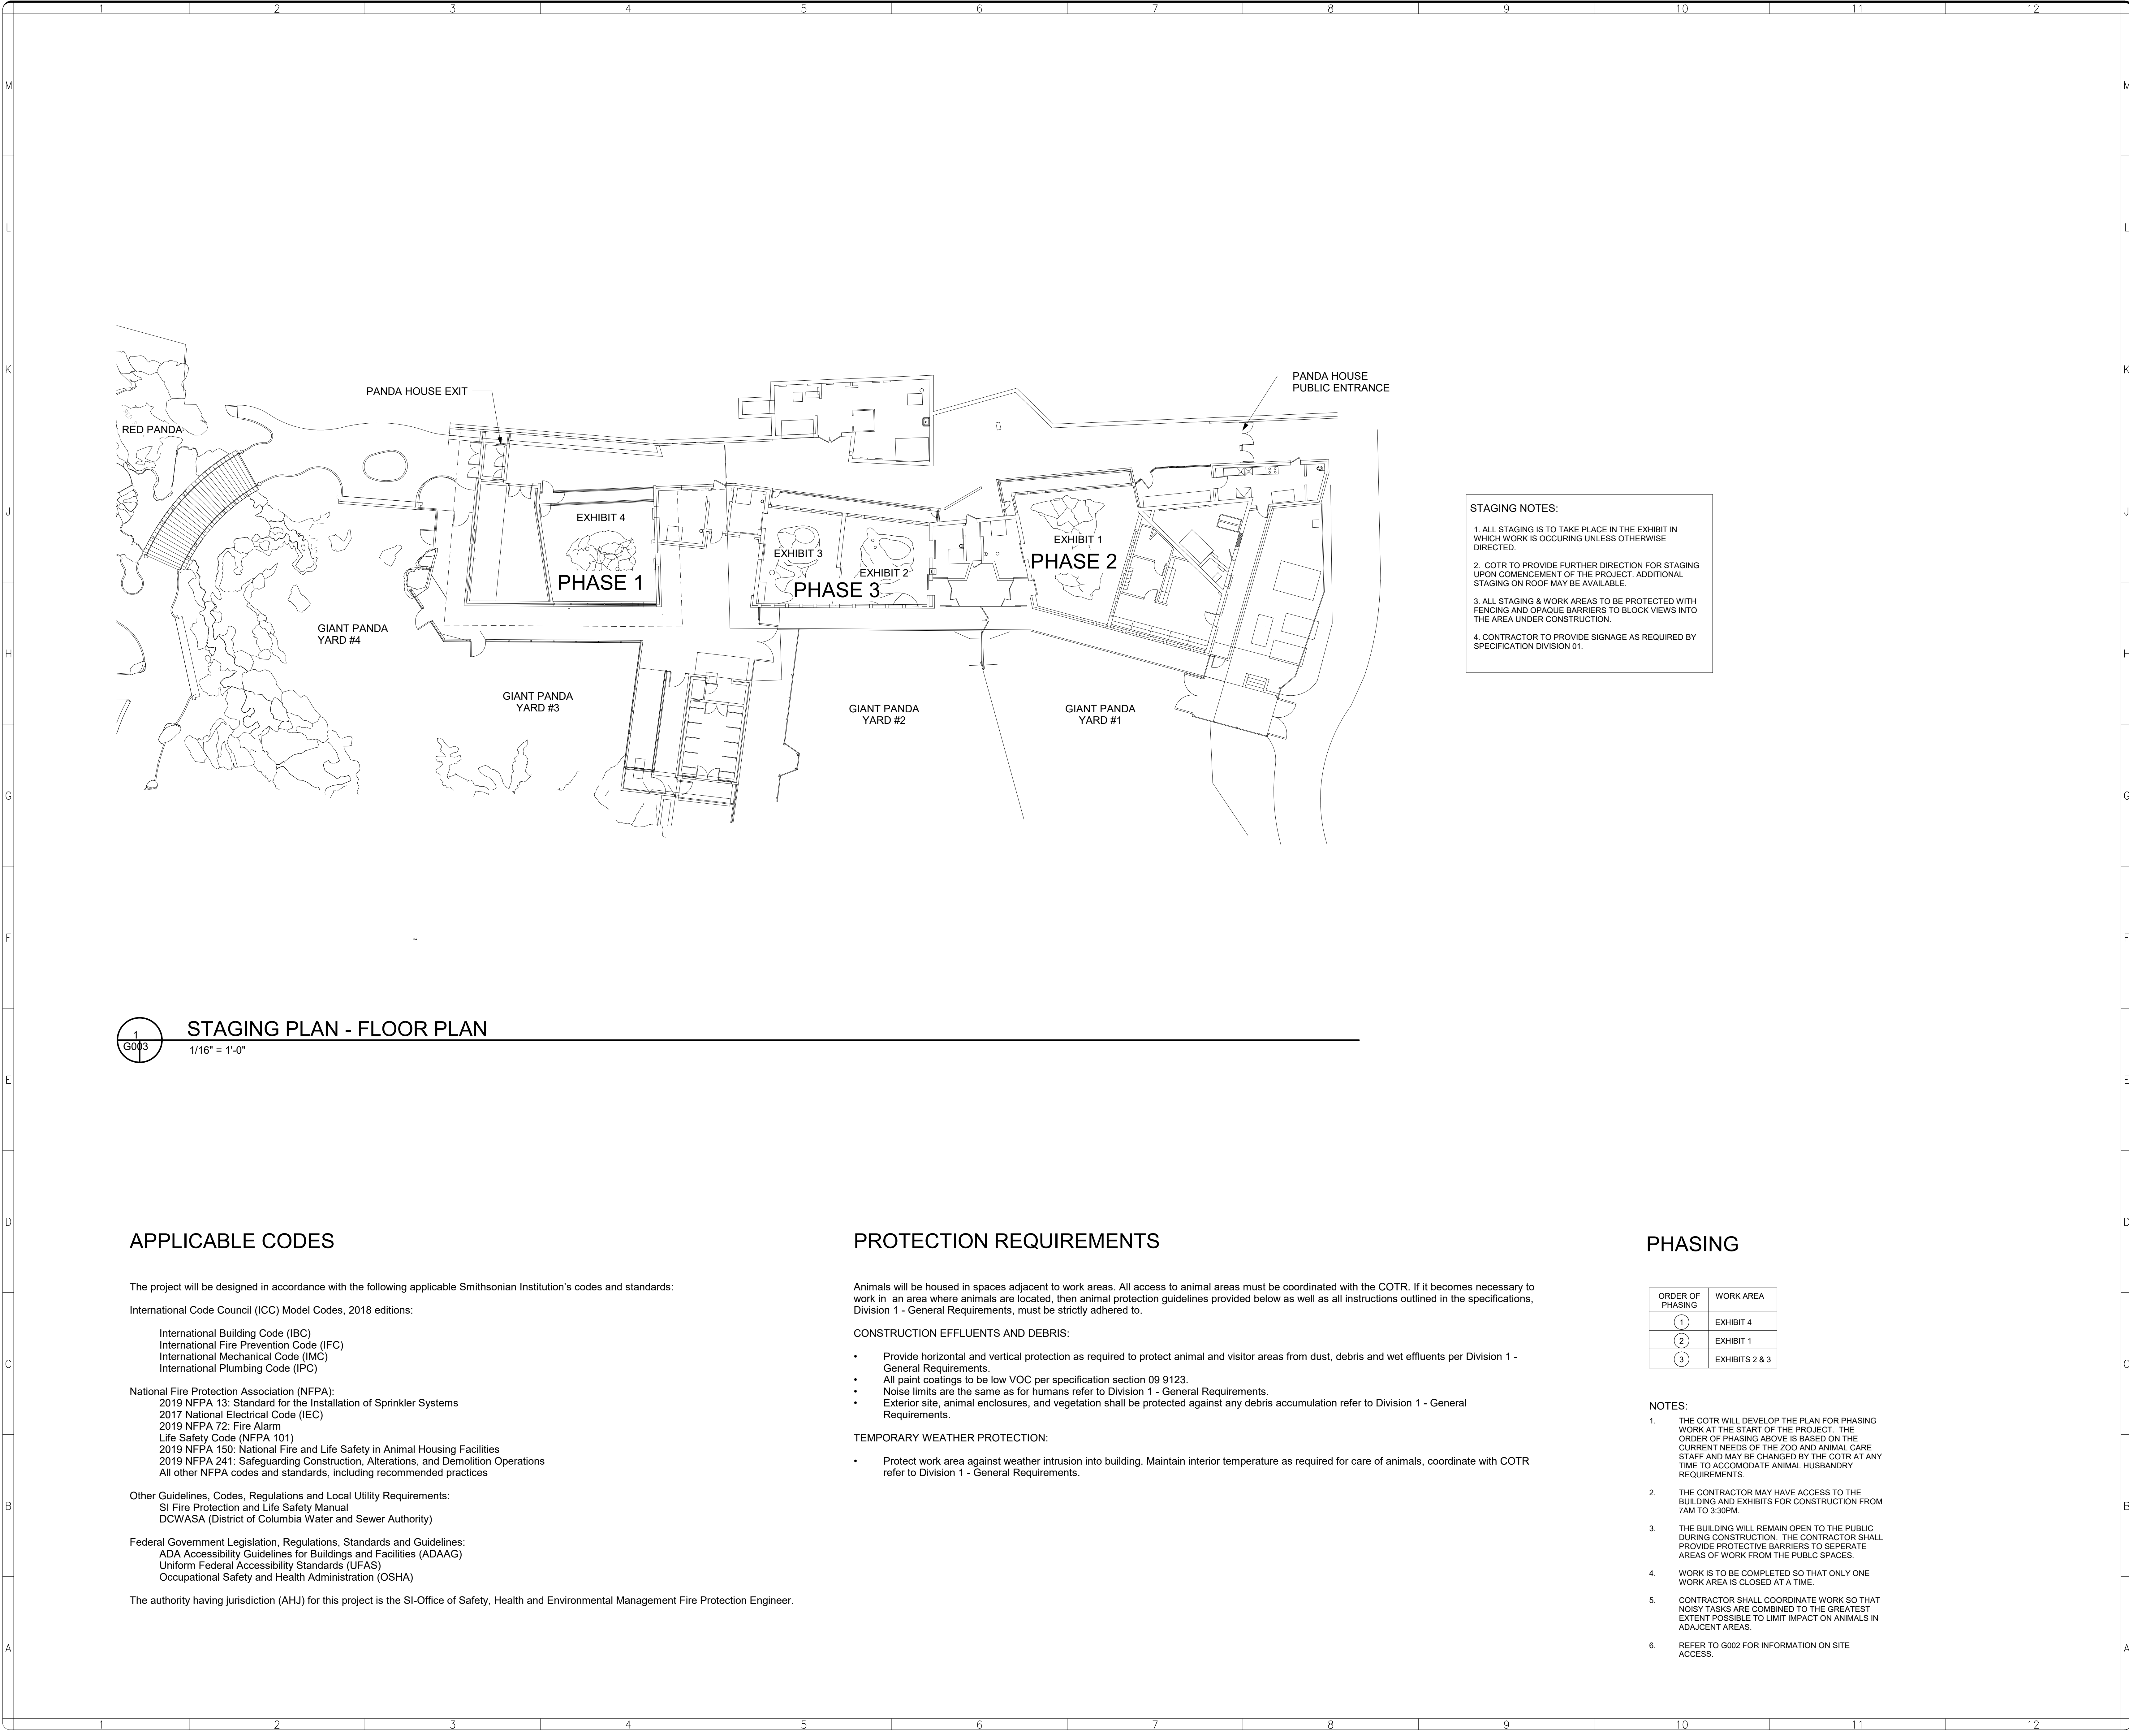 1 2 3 4 5 6 7 8 9 10 11 12
M M
L L
K K
J J
H H
G G
F F
E E
D D
C C
B B
A A
PANDA HOUSE EXIT
PANDA HOUSE
PUBLIC ENTRANCE
RED PANDA
EXHIBIT 4
PHASE 1
EXHIBIT 3
EXHIBIT 2
PHASE 3
EXHIBIT 1
PHASE 2
GIANT PANDA
YARD #4
GIANT PANDA
YARD #3
GIANT PANDA
YARD #2
GIANT PANDA
YARD #1
STAGING NOTES:
1. ALL STAGING IS TO TAKE PLACE IN THE EXHIBIT IN
WHICH WORK IS OCCURING UNLESS OTHERWISE
DIRECTED.
2. COTR TO PROVIDE FURTHER DIRECTION FOR STAGING
UPON COMENCEMENT OF THE PROJECT. ADDITIONAL
STAGING ON ROOF MAY BE AVAILABLE.
3. ALL STAGING & WORK AREAS TO BE PROTECTED WITH
FENCING AND OPAQUE BARRIERS TO BLOCK VIEWS INTO
THE AREA UNDER CONSTRUCTION.
4. CONTRACTOR TO PROVIDE SIGNAGE AS REQUIRED BY
SPECIFICATION DIVISION 01.
-
1
G003
STAGING PLAN - FLOOR PLAN
1/16" = 1'-0"
APPLICABLE CODES
The project will be designed in accordance with the following applicable Smithsonian Institution's codes and standards:
International Code Council (ICC) Model Codes, 2018 editions:
International Building Code (IBC)
International Fire Prevention Code (IFC)
International Mechanical Code (IMC)
International Plumbing Code (IPC)
National Fire Protection Association (NFPA):
2019 NFPA 13: Standard for the Installation of Sprinkler Systems
2017 National Electrical Code (IEC)
2019 NFPA 72: Fire Alarm
Life Safety Code (NFPA 101)
2019 NFPA 150: National Fire and Life Safety in Animal Housing Facilities
2019 NFPA 241: Safeguarding Construction, Alterations, and Demolition Operations
All other NFPA codes and standards, including recommended practices
Other Guidelines, Codes, Regulations and Local Utility Requirements:
SI Fire Protection and Life Safety Manual
DCWASA (District of Columbia Water and Sewer Authority)
Federal Government Legislation, Regulations, Standards and Guidelines:
ADA Accessibility Guidelines for Buildings and Facilities (ADAAG)
Uniform Federal Accessibility Standards (UFAS)
Occupational Safety and Health Administration (OSHA)
The authority having jurisdiction (AHJ) for this project is the SI-Office of Safety, Health and Environmental Management Fire Protection Engineer.
PROTECTION REQUIREMENTS
Animals will be housed in spaces adjacent to work areas. All access to animal areas must be coordinated with the COTR. If it becomes necessary to
work in an area where animals are located, then animal protection guidelines provided below as well as all instructions outlined in the specifications,
Division 1 - General Requirements, must be strictly adhered to.
CONSTRUCTION EFFLUENTS AND DEBRIS:
• Provide horizontal and vertical protection as required to protect animal and visitor areas from dust, debris and wet effluents per Division 1 -
General Requirements.
• All paint coatings to be low VOC per specification section 09 9123.
• Noise limits are the same as for humans refer to Division 1 - General Requirements.
• Exterior site, animal enclosures, and vegetation shall be protected against any debris accumulation refer to Division 1 - General
Requirements.
TEMPORARY WEATHER PROTECTION:
• Protect work area against weather intrusion into building. Maintain interior temperature as required for care of animals, coordinate with COTR
refer to Division 1 - General Requirements.
PHASING
ORDER OF PHASING WORK AREA
1 EXHIBIT 4
2 EXHIBIT 1
3 EXHIBITS 2 & 3
NOTES:
1. THE COTR WILL DEVELOP THE PLAN FOR PHASING
WORK AT THE START OF THE PROJECT. THE
ORDER OF PHASING ABOVE IS BASED ON THE
CURRENT NEEDS OF THE ZOO AND ANIMAL CARE
STAFF AND MAY BE CHANGED BY THE COTR AT ANY
TIME TO ACCOMODATE ANIMAL HUSBANDRY
REQUIREMENTS.
2. THE CONTRACTOR MAY HAVE ACCESS TO THE
BUILDING AND EXHIBITS FOR CONSTRUCTION FROM
7AM TO 3:30PM.
3. THE BUILDING WILL REMAIN OPEN TO THE PUBLIC
DURING CONSTRUCTION. THE CONTRACTOR SHALL
PROVIDE PROTECTIVE BARRIERS TO SEPERATE
AREAS OF WORK FROM THE PUBLC SPACES.
4. WORK IS TO BE COMPLETED SO THAT ONLY ONE
WORK AREA IS CLOSED AT A TIME.
5. CONTRACTOR SHALL COORDINATE WORK SO THAT
NOISY TASKS ARE COMBINED TO THE GREATEST
EXTENT POSSIBLE TO LIMIT IMPACT ON ANIMALS IN
ADAJCENT AREAS.
6. REFER TO G002 FOR INFORMATION ON SITE
ACCESS.
1 2 3 4 5 6 7 8 9 10 11 12